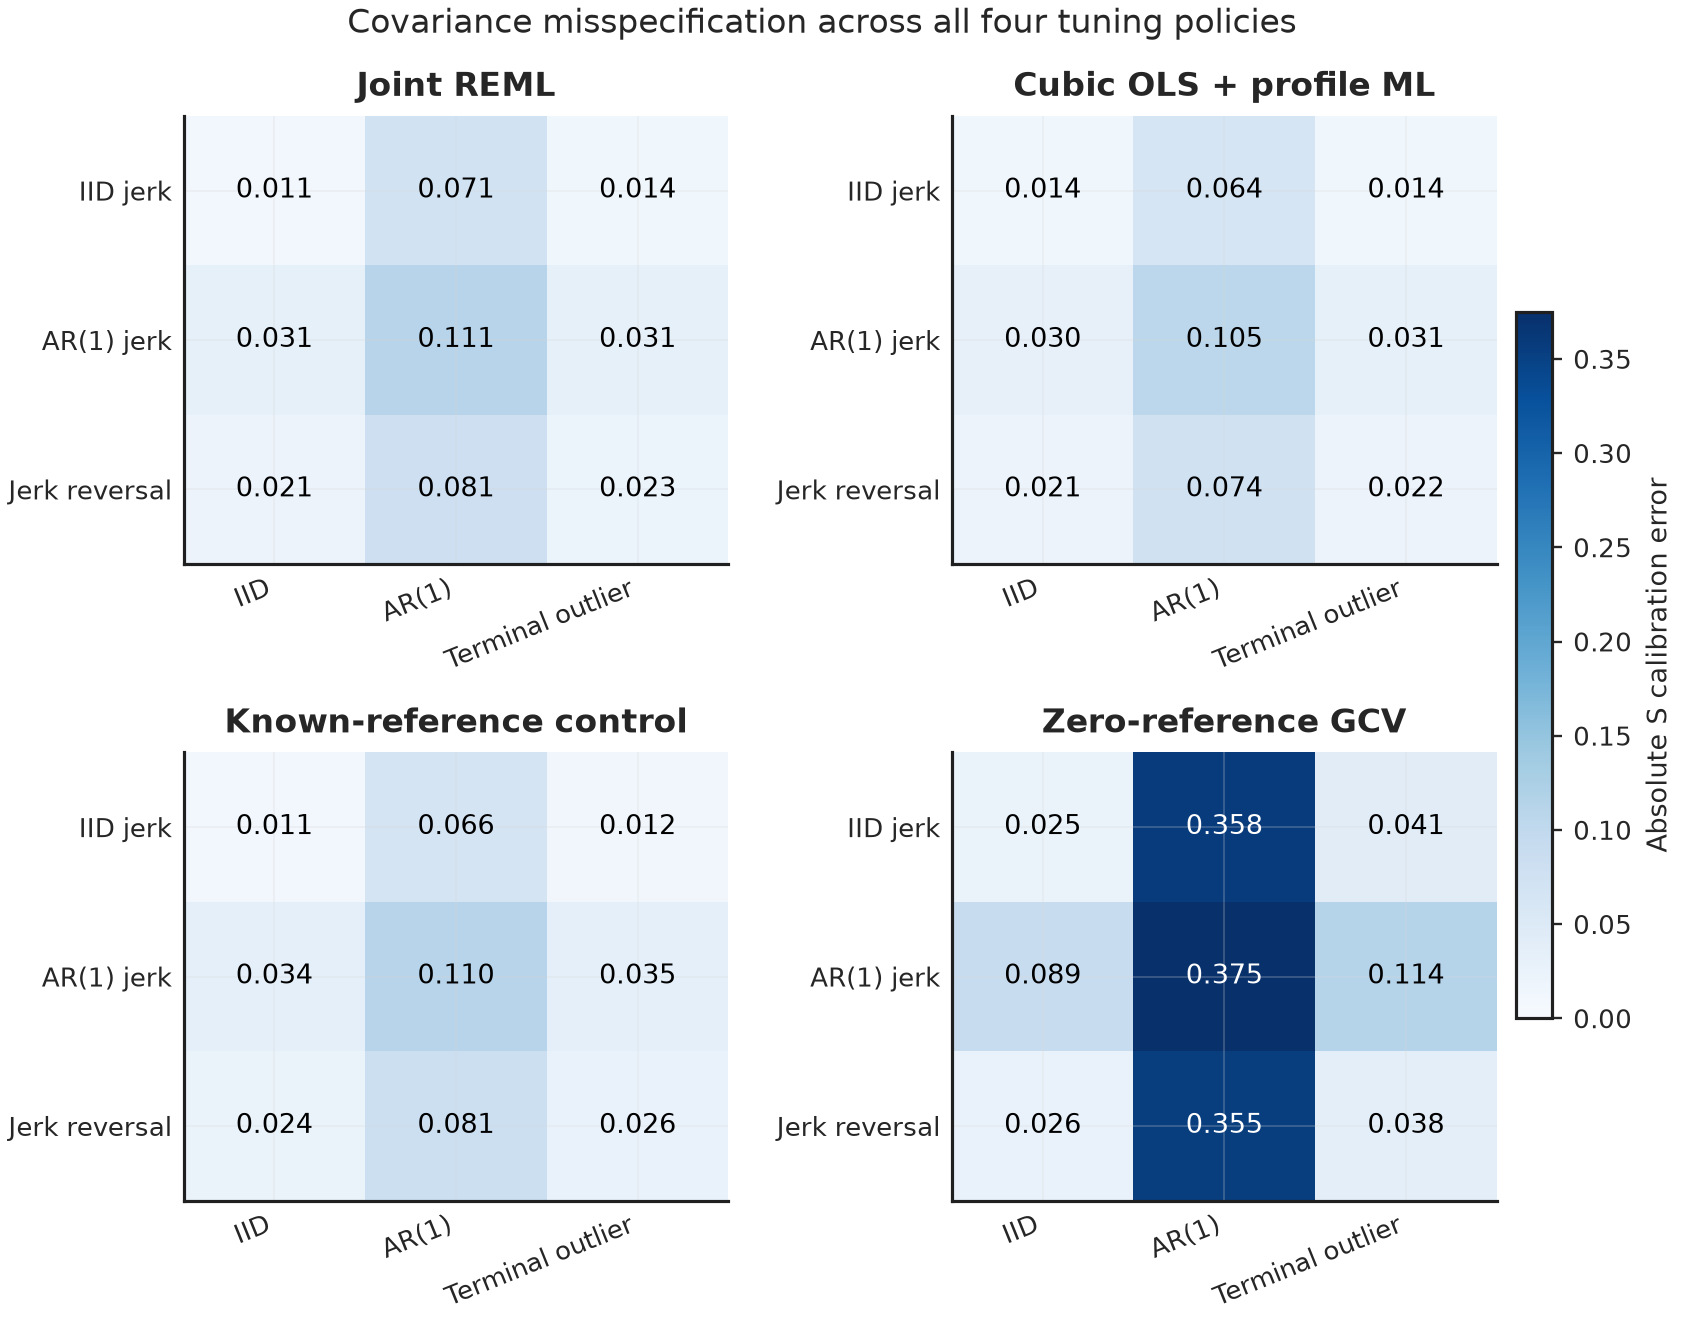 Covariance misspecification across all four tuning policies
Joint REML
IID jerk 0.011 0.071 0.014
AR(1) jerk 0.031 0.111 0.031
Jerk reversal 0.021 0.081 0.023
IID AR(1) Terminal outlier
Cubic OLS + profile ML
IID jerk 0.014 0.064 0.014
AR(1) jerk 0.030 0.105 0.031
Jerk reversal 0.021 0.074 0.022
IID AR(1) Terminal outlier
Known-reference control
IID jerk 0.011 0.066 0.012
AR(1) jerk 0.034 0.110 0.035
Jerk reversal 0.024 0.081 0.026
IID AR(1) Terminal outlier
Zero-reference GCV
IID jerk 0.025 0.358 0.041
AR(1) jerk 0.089 0.375 0.114
Jerk reversal 0.026 0.355 0.038
IID AR(1) Terminal outlier
0.35
0.30
0.25
0.20
0.15
0.10
0.05
0.00
Absolute S calibration error